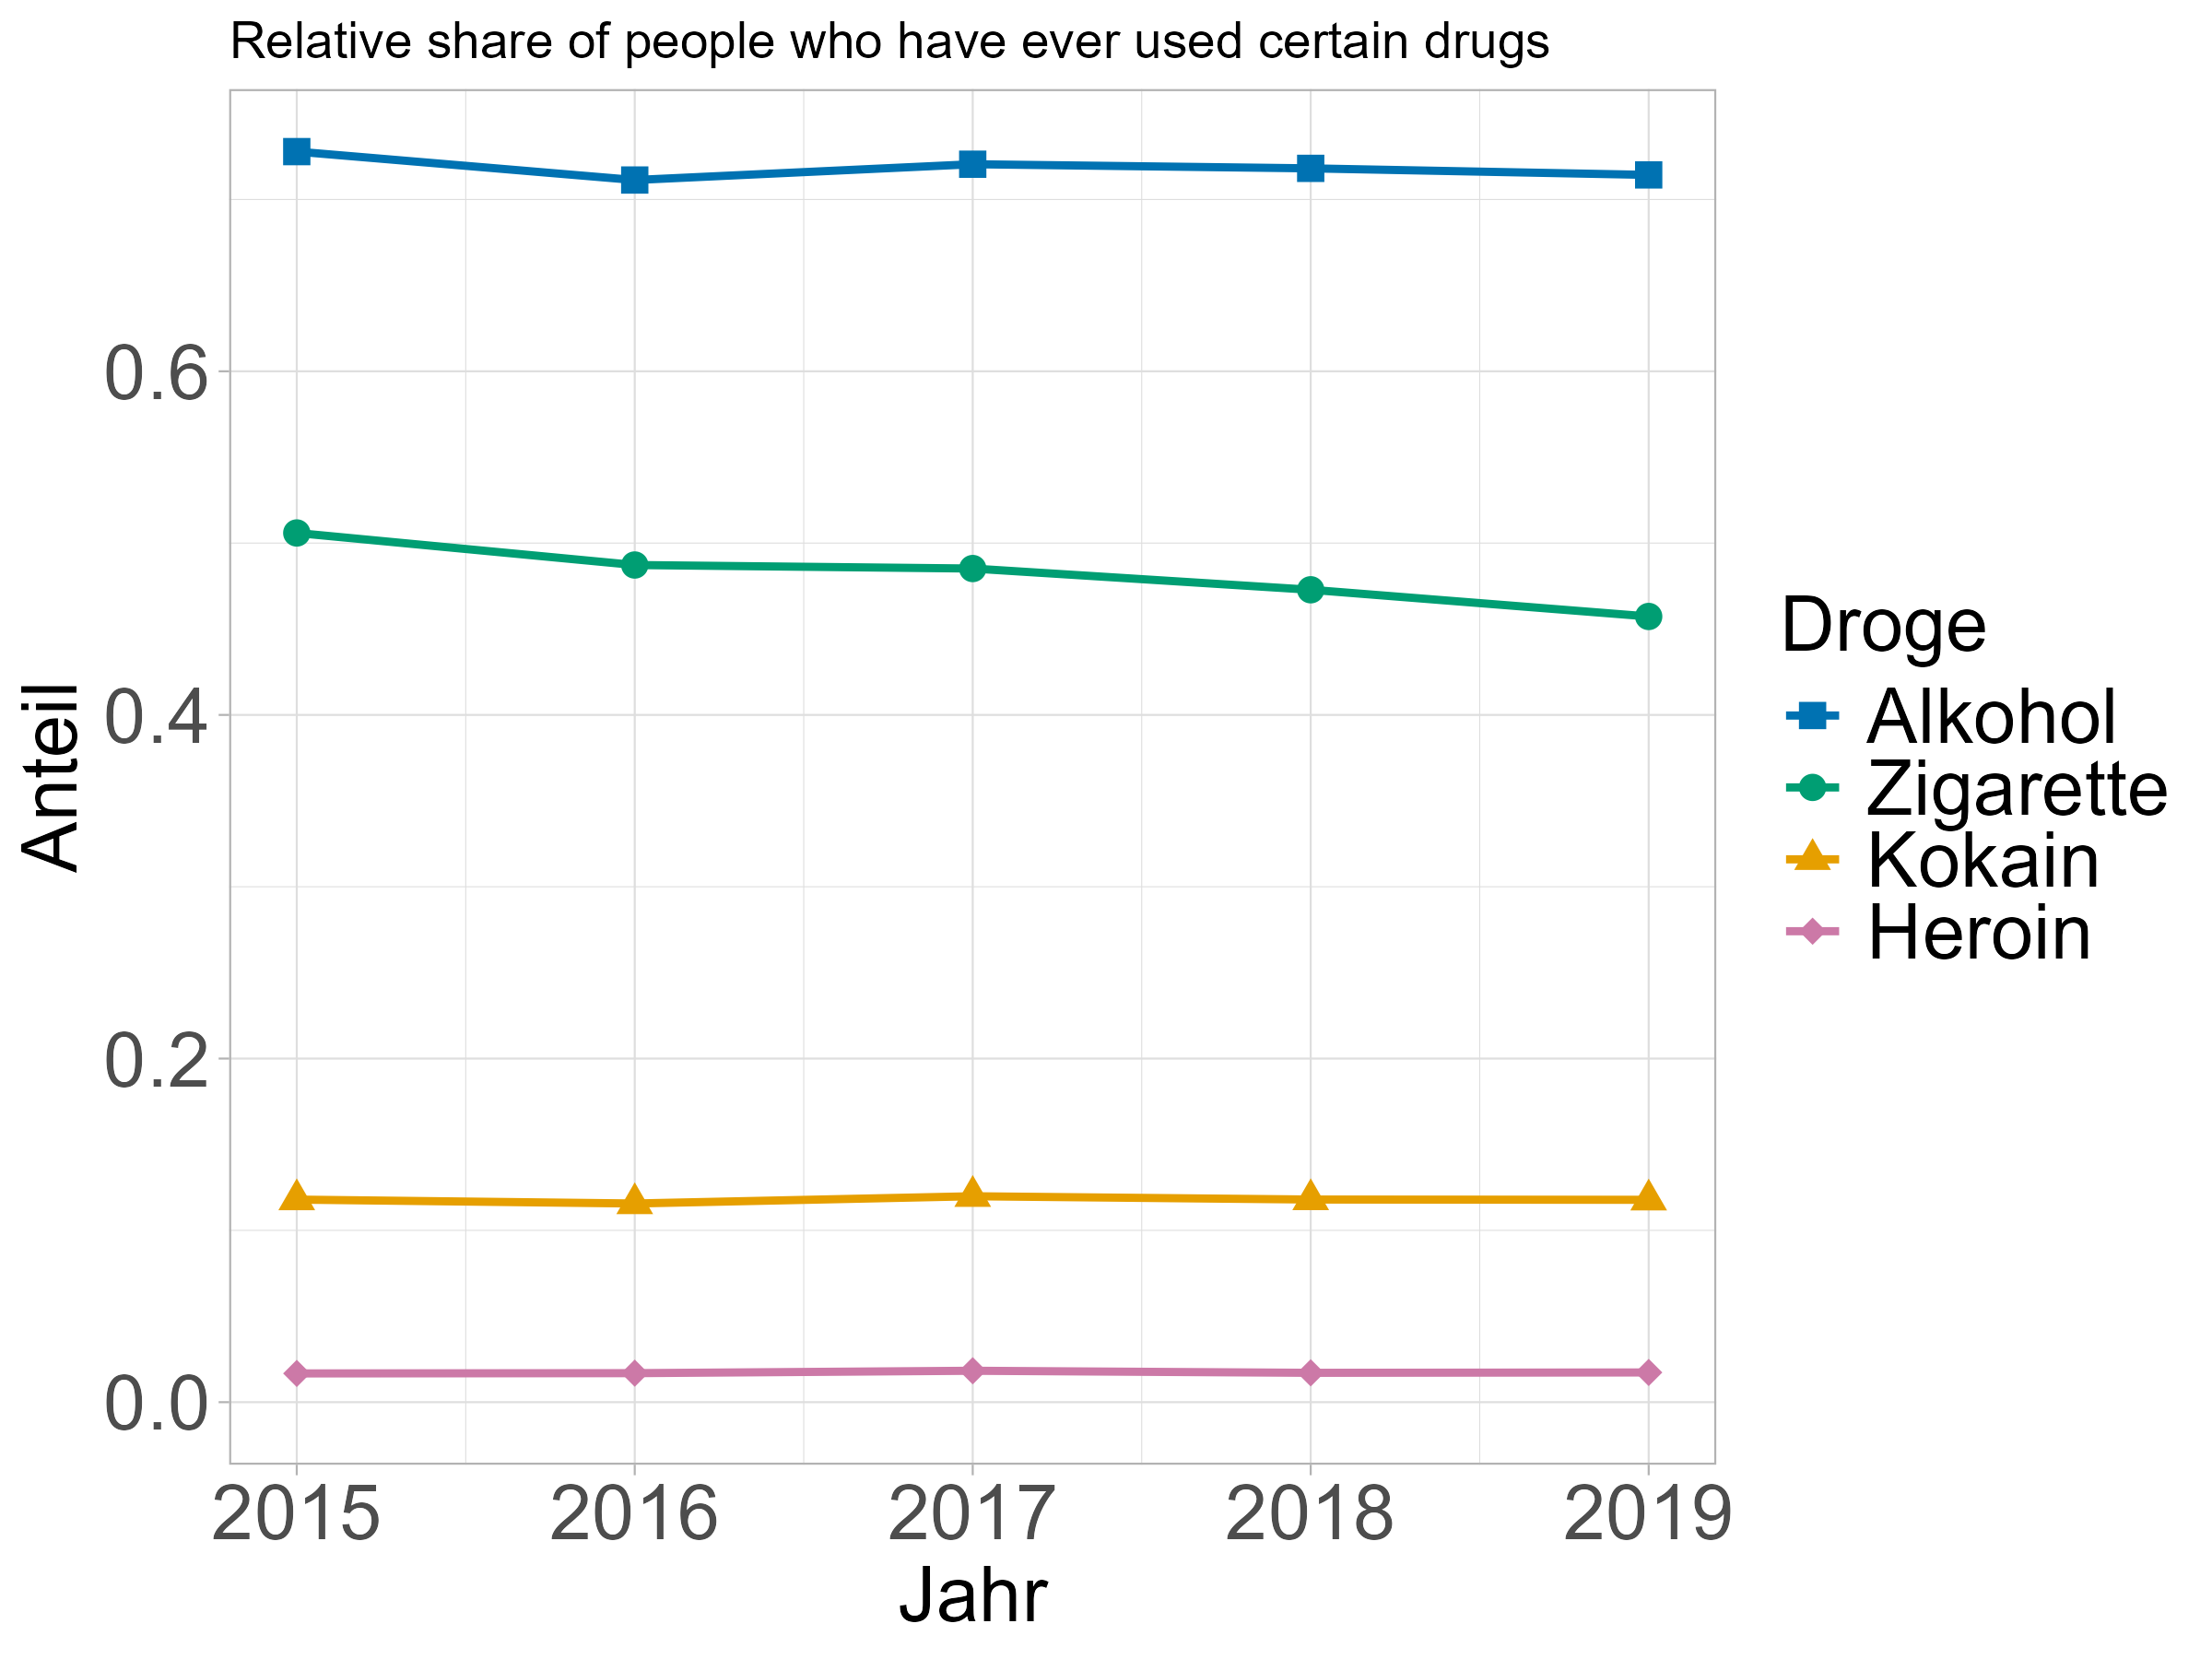 Relative share of people who have ever used certain drugs
0.6
0.4
0.2
0.0
Anteil
2015 2016 2017 2018 2019
Jahr
Droge
Alkohol
Zigarette
Kokain
Heroin